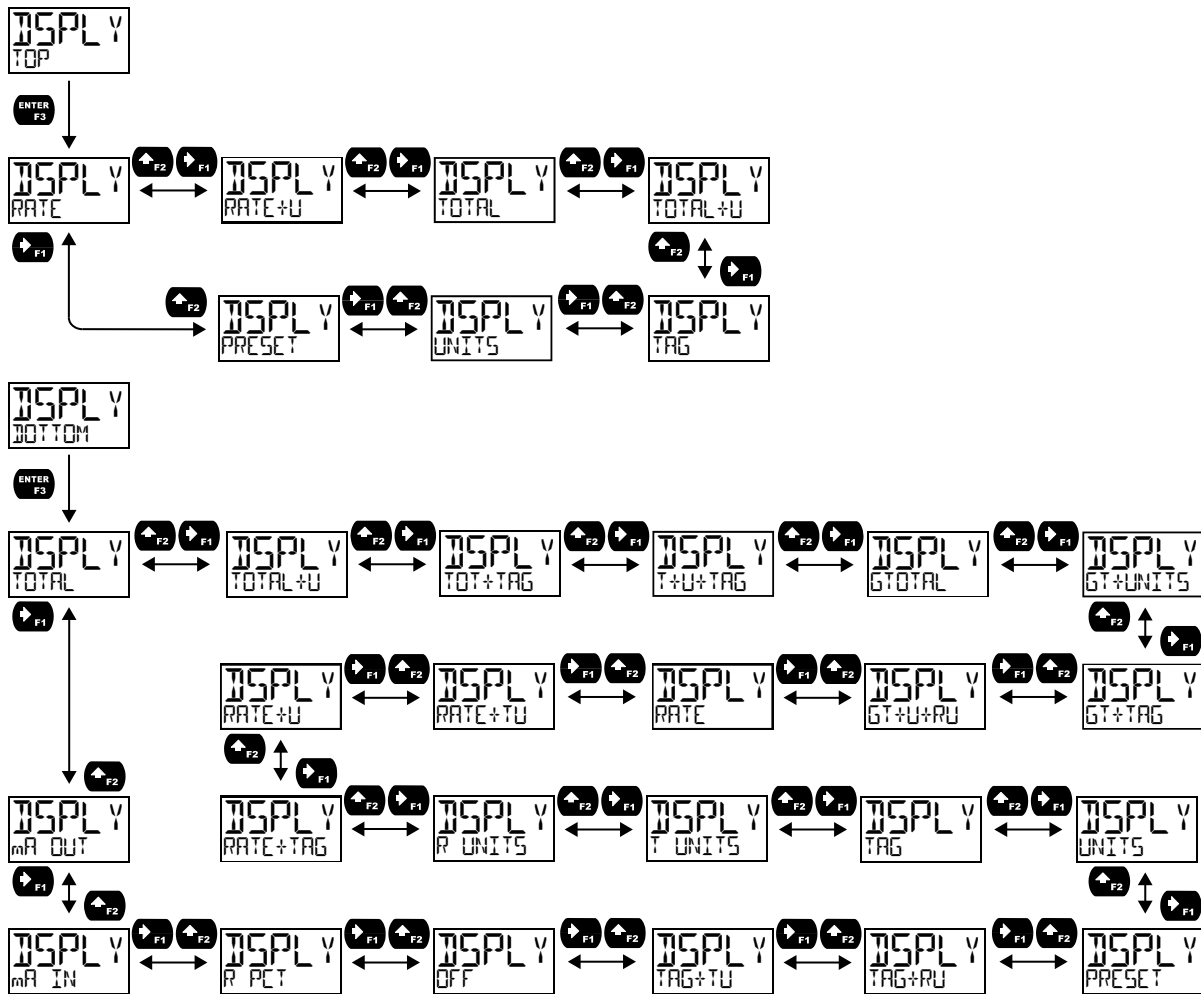 DSPLY
TOP
ENTER
F3
F2 F1 F2 F1 F2 F1
DSPLY DSPLY DSPLY DSPLY
RATE RATE+U TOTAL TOTAL+U
F1 F2
F1
F2 F1 F2 F1 F2
DSPLY DSPLY DSPLY
PRESET UNITS TAG
DSPLY
BOTTOM
ENTER
F3
F2 F1 F2 F1 F2 F1 F2 F1 F2 F1
DSPLY DSPLY DSPLY DSPLY DSPLY DSPLY
TOTAL TOTAL+U TOT+TAG T+U+TAG GTOTAL GT+UNITS
F1 F2
F1
F1 F2 F1 F2 F1 F2 F1 F2
DSPLY DSPLY DSPLY DSPLY DSPLY
RATE+U RATE+TU RATE GT+U+RU GT+TAG
F2
F2 F1
F2 F1 F2 F1 F2 F1 F2 F1
DSPLY DSPLY DSPLY DSPLY DSPLY DSPLY
mA OUT RATE+TAG R UNITS T UNITS TAG UNITS
F1 F2
F2 F1
F1 F2 F1 F2 F1 F2 F1 F2 F1 F2
DSPLY DSPLY DSPLY DSPLY DSPLY DSPLY
mA IN R PCT OFF TAG+TU TAG+RU PRESET